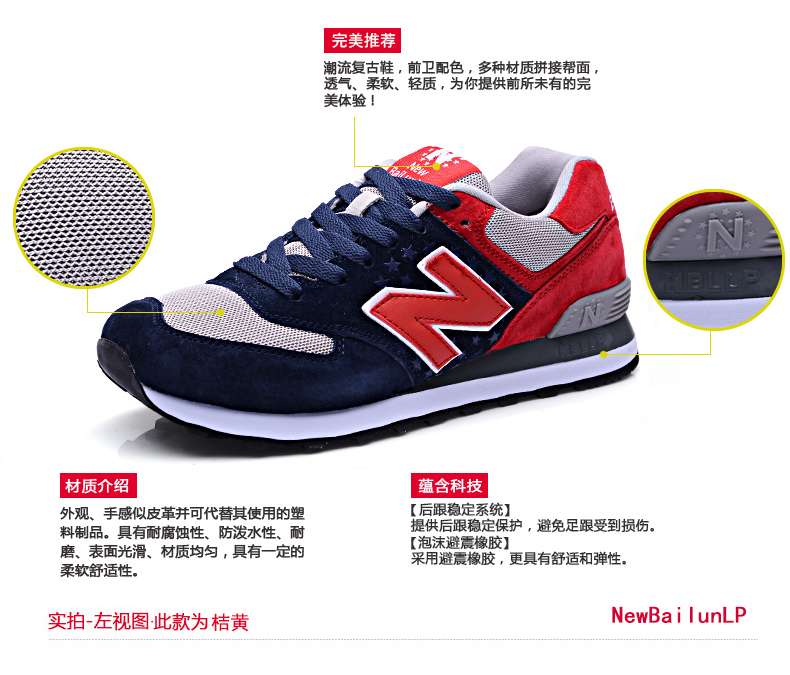 完美推荐
潮流复古鞋，前卫配色，多种材质拼接帮面，
透气、柔软、轻质，为你提供前所未有的完
美体验！
N
New
Bailun
N
N
HBLLP
N
HBLLP
材质介绍
外观、手感似皮革并可代替其使用的塑
料制品。具有耐腐蚀性、防泼水性、耐
磨、表面光滑、材质均匀，具有一定的
柔软舒适性。
蕴含科技
【后跟稳定系统】
提供后跟稳定保护，避免足跟受到损伤。
【泡沫避震橡胶】
采用避震橡胶，更具有舒适和弹性。
实拍-左视图·此款为 桔黄
NewBailunLP